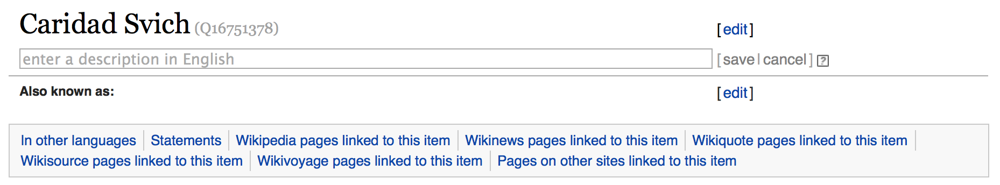 Caridad Svich (Q16751378) [edit]
enter a description in English [save|cancel] ?
Also known as: [edit]
In other languages | Statements | Wikipedia pages linked to this item | Wikinews pages linked to this item | Wikiquote pages linked to this item |
Wikisource pages linked to this item | Wikivoyage pages linked to this item | Pages on other sites linked to this item